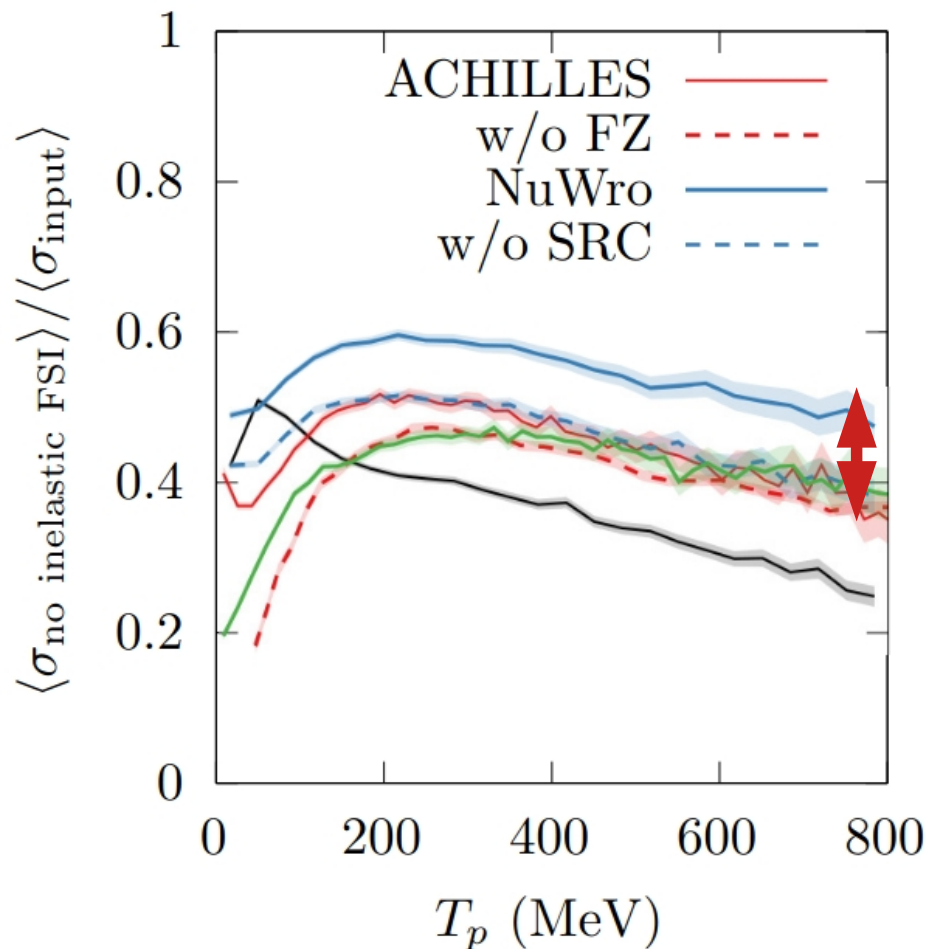 ⟨σno inelastic FSI⟩/⟨σinput⟩
1
0.8
0.6
0.4
0.2
0
ACHILLES
w/o FZ
NuWro
w/o SRC
0 200 400 600 800
Tp (MeV)